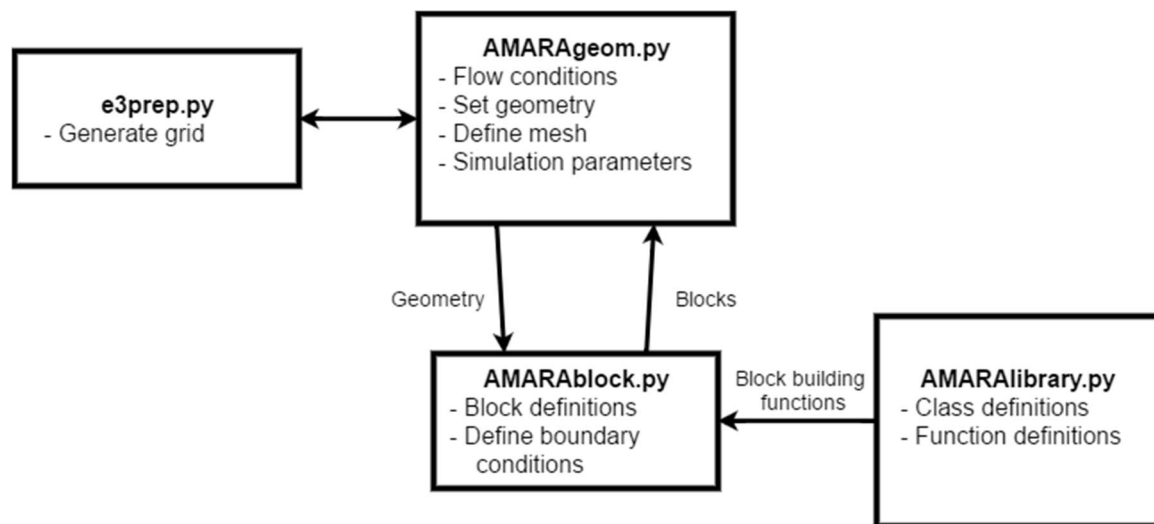 AMARAgeom.py
- Flow conditions
- Set geometry
- Define mesh
- Simulation parameters
e3prep.py
- Generate grid
Geometry
Blocks
AMARAblock.py
- Block definitions
- Define boundary
conditions
Block building
functions
AMARAlibrary.py
- Class definitions
- Function definitions